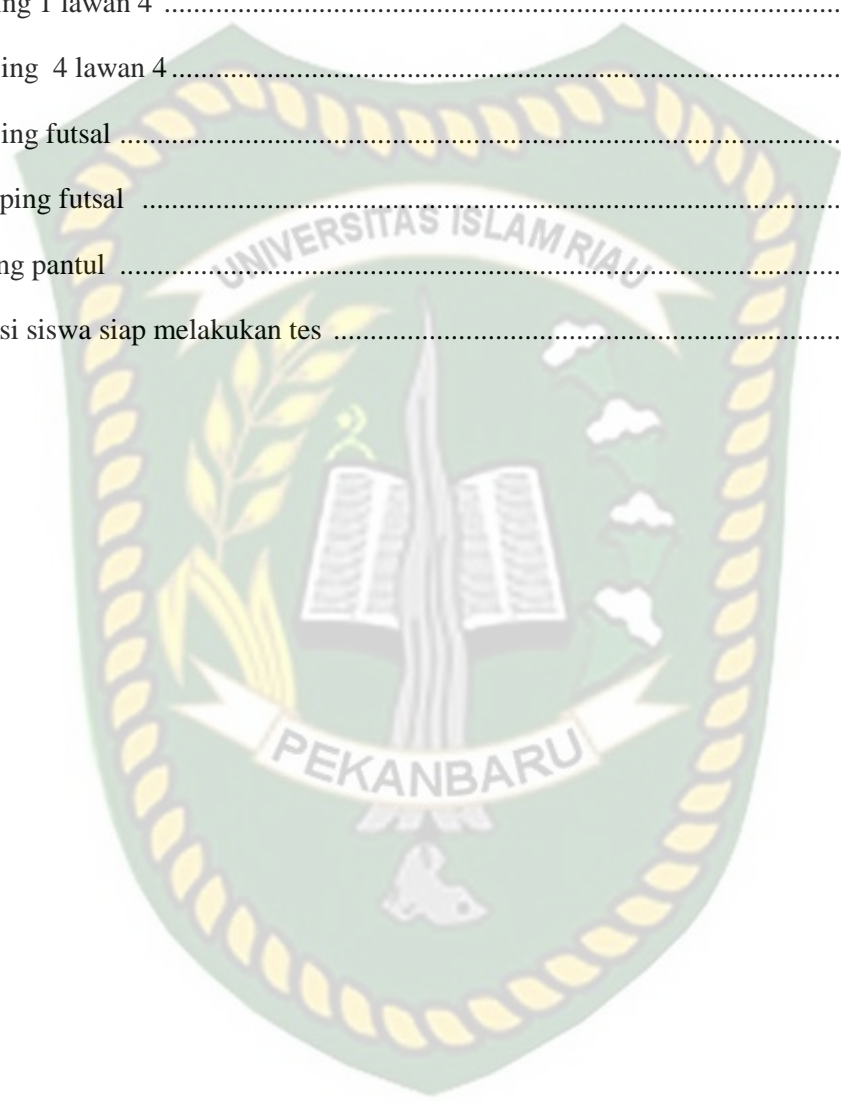 ing 1 lawan 4 ........................................................................
ing 4 lawan 4 ........................................................................
ing futsal ........................................................................
ping futsal ........................................................................
ng pantul ........................................................................
si siswa siap melakukan tes ........................................................................
UNIVERSITAS ISLAM RIAU
PEKANBARU